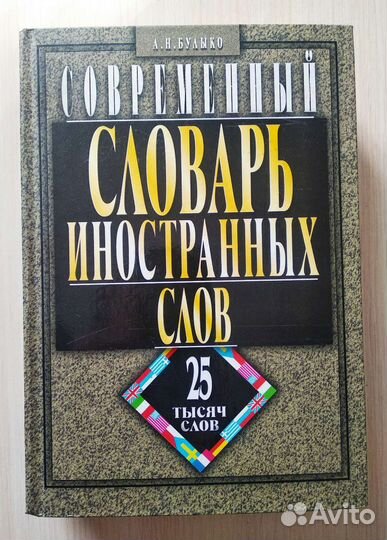 А.Н.БУЛЫКО
СОВРЕМЕННЫЙ
СЛОВАРЬ
ИНОСТРАННЫХ
СЛОВ
25
ТЫСЯЧ
СЛОВ
Avito